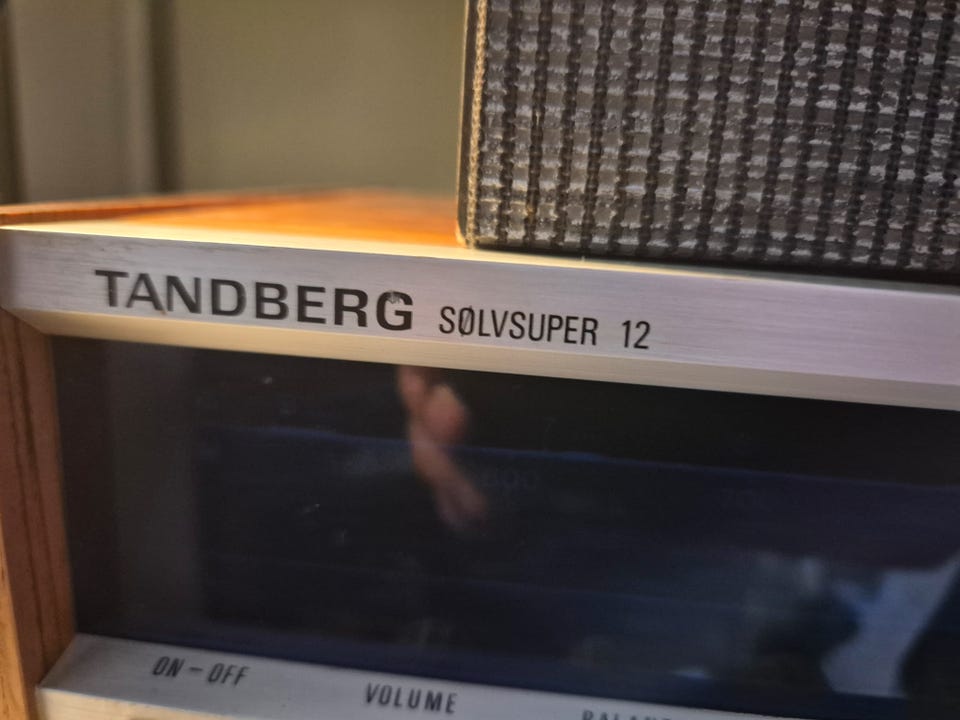 TANDBERG SØLVSUPER 12
ON - OFF
VOLUME